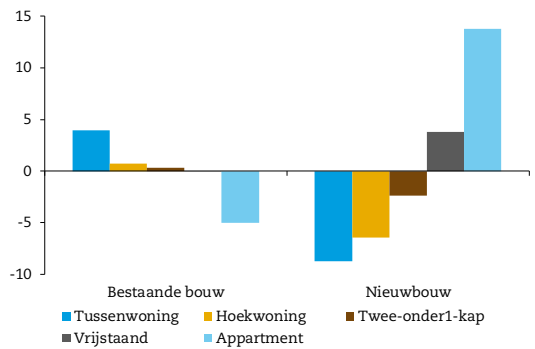 15
10
5
0
-5
-10
Bestaande bouw Nieuwbouw
Tussenwoning Hoekwoning Twee-onder1-kap
Vrijstaand Appartment